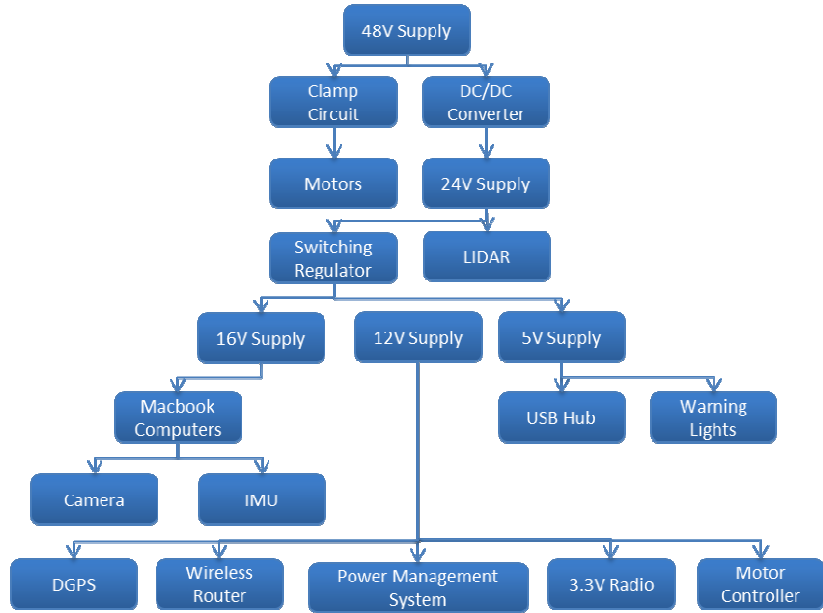 48V Supply
Clamp
Circuit
DC/DC
Converter
Motors
24V Supply
Switching
Regulator
LIDAR
16V Supply
12V Supply
5V Supply
Macbook
Computers
USB Hub
Warning
Lights
Camera
IMU
DGPS
Wireless
Router
Power Management
System
3.3V Radio
Motor
Controller